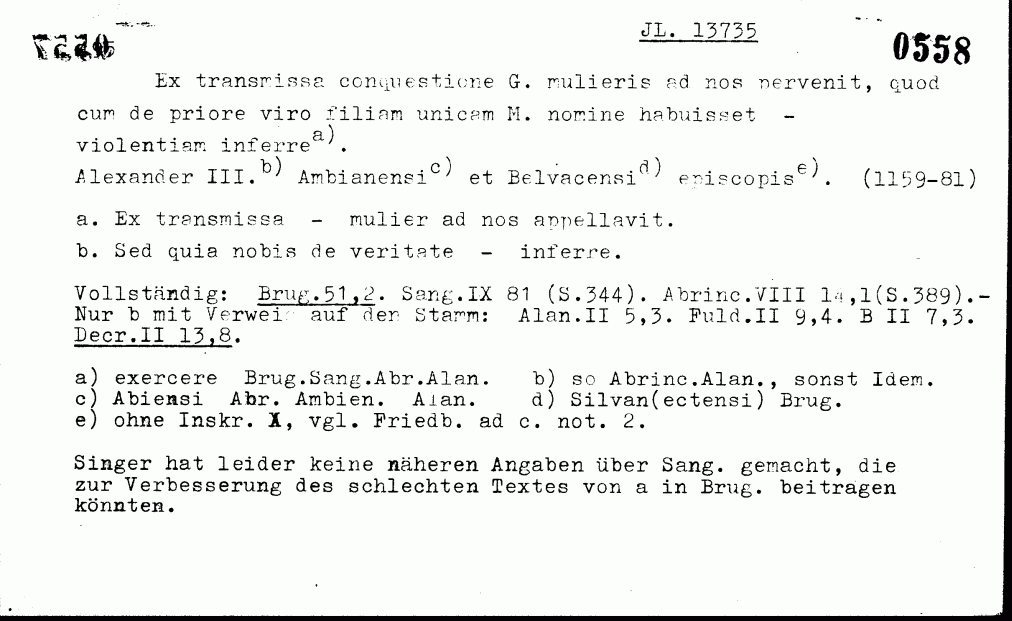 JL. 13735
0558
Ex transmissa conquestione G. mulieris ad nos pervenit, quod
cum de priore viro filiam unicam M. nomine habuisset –
violentiam inferre a).
Alexander III. b) Ambianensi c) et Belvacensi d) episcopis e). (1159-81)
a. Ex transmissa – mulier ad nos appellavit.
b. Sed quia nobis de veritate – inferre.
Vollständig: Brug.51,2. Sang.IX 81 (S.344). Abrinc.VIII 14,1(S.389).-
Nur b mit Verweis auf den Stamm: Alan.II 5,3. Fuld.II 9,4. B II 7,3.
Decr.II 13,8.
a) exercere Brug.Sang.Abr.Alan. b) so Abrinc.Alan., sonst Idem.
c) Abiensi Abr. Ambien. Alan. d) Silvan(ectensi) Brug.
e) ohne Inskr. X, vgl. Friedb. ad c. not. 2.
Singer hat leider keine näheren Angaben über Sang. gemacht, die
zur Verbesserung des schlechten Textes von a in Brug. beitragen
könnten.